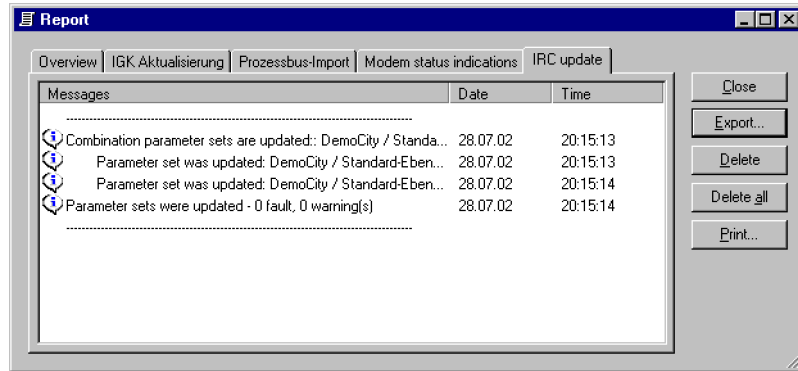 Report
Overview IGK Aktualisierung Prozessbus-Import Modem status indications IRC update
Messages Date Time
--------------------------------------------------------------------------------
Combination parameter sets are updated:: DemoCity / Standa... 28.07.02 20:15:13
Parameter set was updated: DemoCity / Standard-Eben... 28.07.02 20:15:13
Parameter set was updated: DemoCity / Standard-Eben... 28.07.02 20:15:14
Parameter sets were updated - 0 fault, 0 warning(s) 28.07.02 20:15:14
--------------------------------------------------------------------------------
Close
Export...
Delete
Delete all
Print...